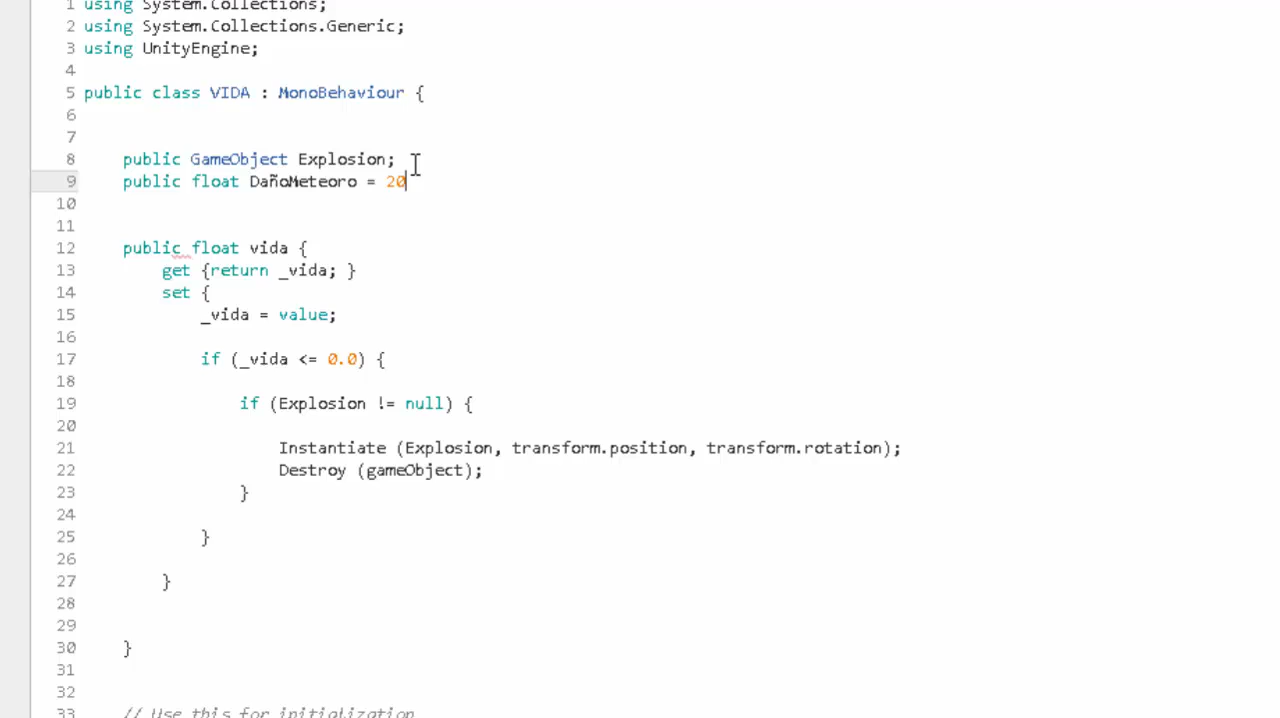 1 using System.Collections;
2 using System.Collections.Generic;
3 using UnityEngine;
4
5 public class VIDA : MonoBehaviour {
6
7
8 public GameObject Explosion;
9 public float DañoMeteoro = 20
10
11
12 public float vida {
13 get {return _vida; }
14 set {
15 _vida = value;
16
17 if (_vida <= 0.0) {
18
19 if (Explosion != null) {
20
21 Instantiate (Explosion, transform.position, transform.rotation);
22 Destroy (gameObject);
23 }
24
25 }
26
27 }
28
29
30 }
31
32
33 // Use this for initialization